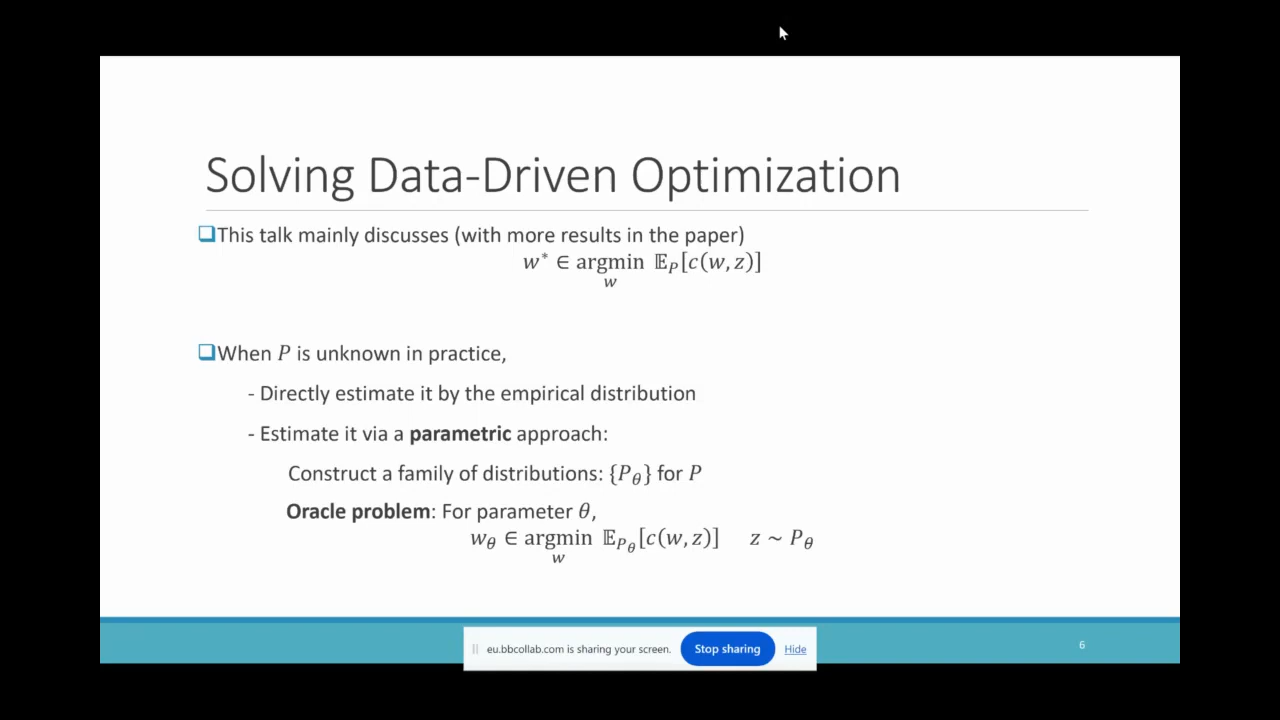 Solving Data-Driven Optimization
❑This talk mainly discusses (with more results in the paper)
w* ∈ argmin 𝔼_P[c(w, z)]
w
❑When P is unknown in practice,
- Directly estimate it by the empirical distribution
- Estimate it via a parametric approach:
Construct a family of distributions: {P_θ} for P
Oracle problem: For parameter θ,
w_θ ∈ argmin 𝔼_{P_θ}[c(w, z)] z ~ P_θ
w
eu.bbcollab.com is sharing your screen. Stop sharing Hide
6